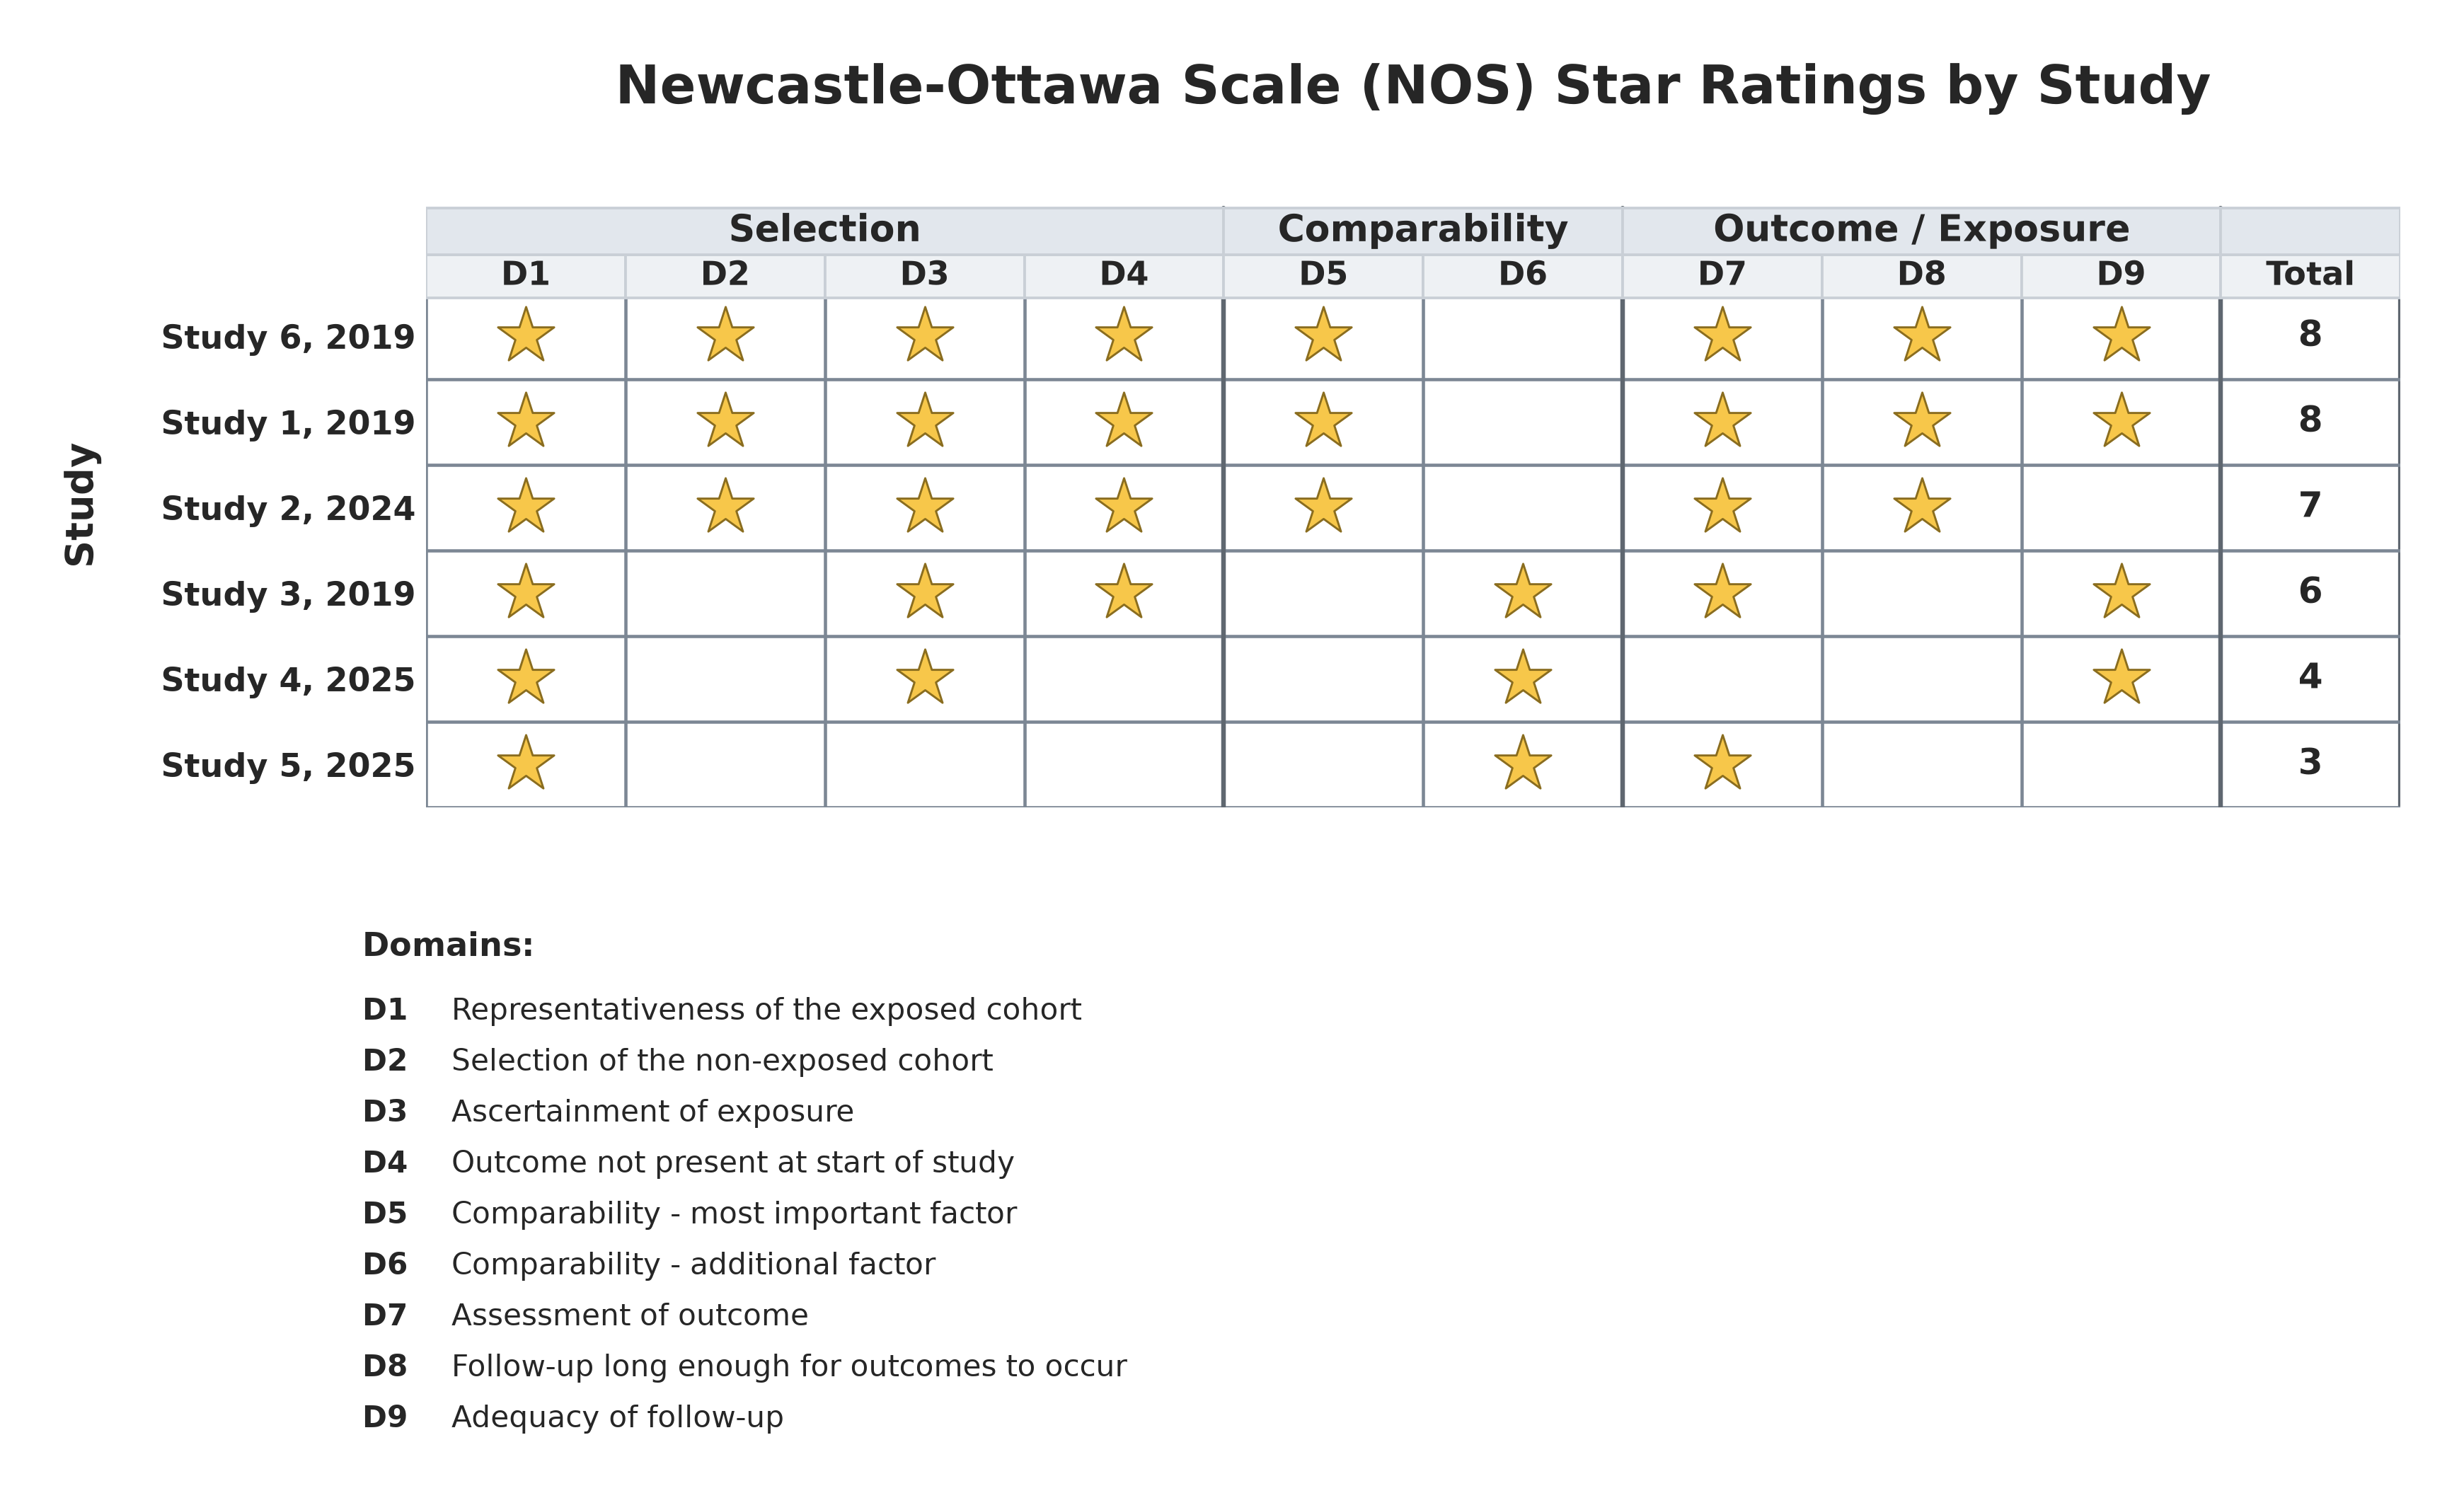 Newcastle-Ottawa Scale (NOS) Star Ratings by Study
Selection Comparability Outcome / Exposure
D1 D2 D3 D4 D5 D6 D7 D8 D9 Total
Study
Study 6, 2019 8
Study 1, 2019 8
Study 2, 2024 7
Study 3, 2019 6
Study 4, 2025 4
Study 5, 2025 3
Domains:
D1 Representativeness of the exposed cohort
D2 Selection of the non-exposed cohort
D3 Ascertainment of exposure
D4 Outcome not present at start of study
D5 Comparability - most important factor
D6 Comparability - additional factor
D7 Assessment of outcome
D8 Follow-up long enough for outcomes to occur
D9 Adequacy of follow-up